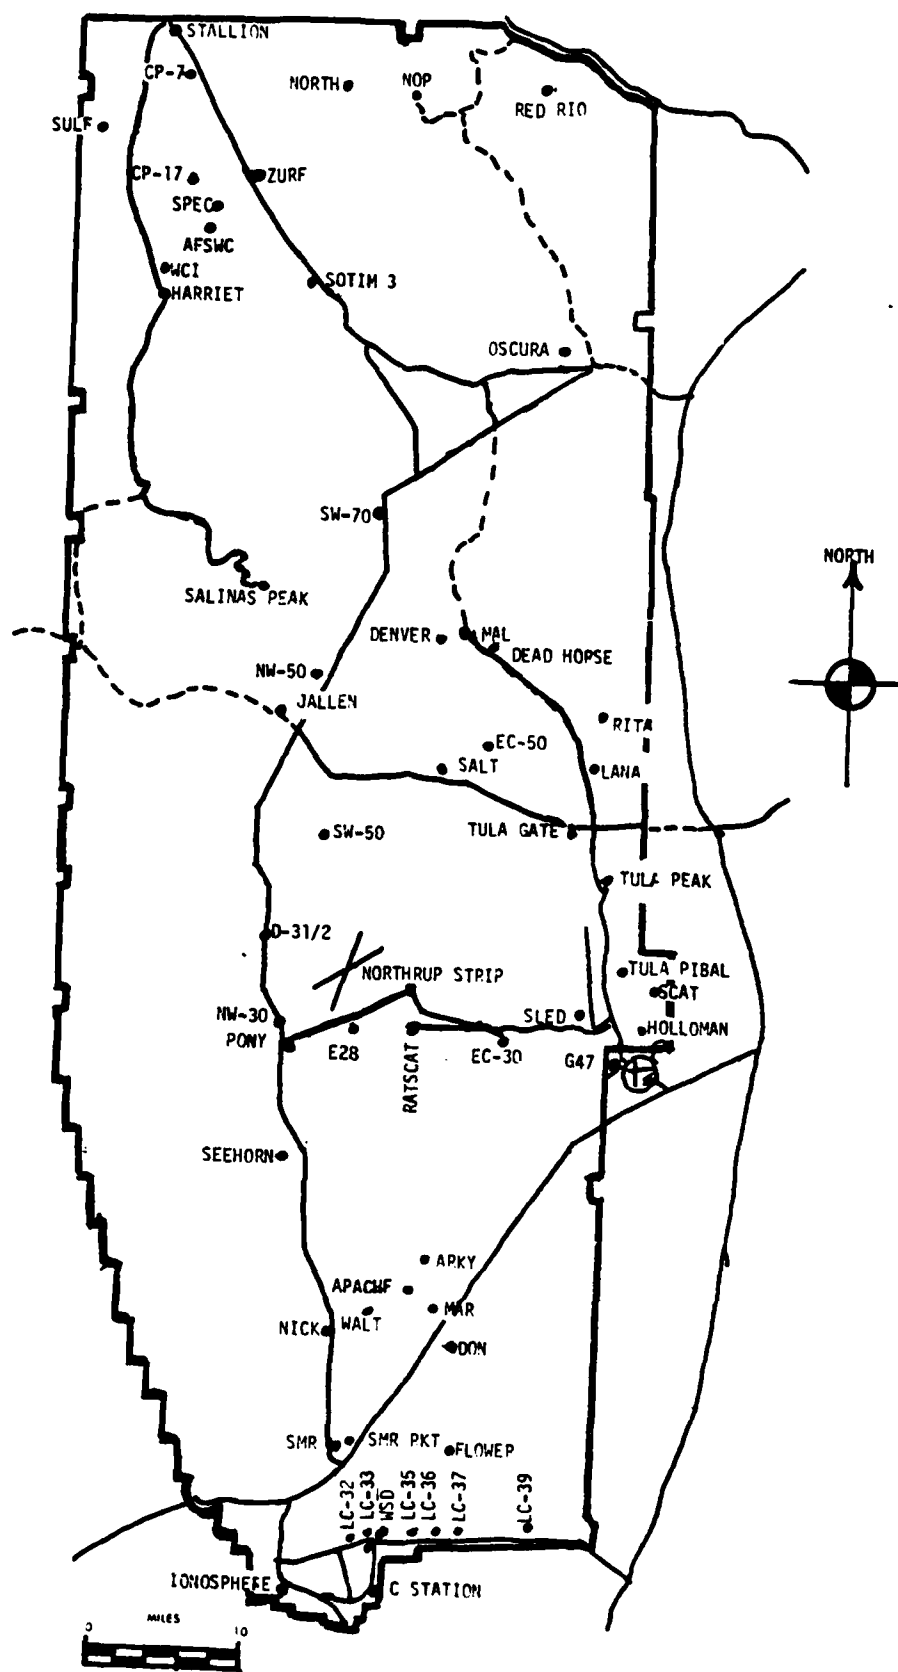 STALLION
CP-7
NORTH
NOP
RED RIO
SULF
CP-17
ZURF
SPEC
AFSWC
WCI
HARRIET
SOTIM 3
OSCURA
SW-70
NORTH
SALINAS PEAK
DENVER
MAL
DEAD HORSE
NW-50
JALLEN
RITA
EC-50
SALT
LANA
SW-50
TULA GATE
TULA PEAK
D-31/2
NORTHRUP STRIP
TULA PIBAL
SCAT
NW-30
SLED
HOLLOMAN
PONY
E28
RATSCAT
EC-30
G47
SEEHORN
ARKY
APACHE
MAR
WALT
NICK
DON
SMR
SMR RKT
FLOWER
LC-32
LC-33
WSD
LC-35
LC-36
LC-37
LC-39
IONOSPHERE
C STATION
MILES
0 10